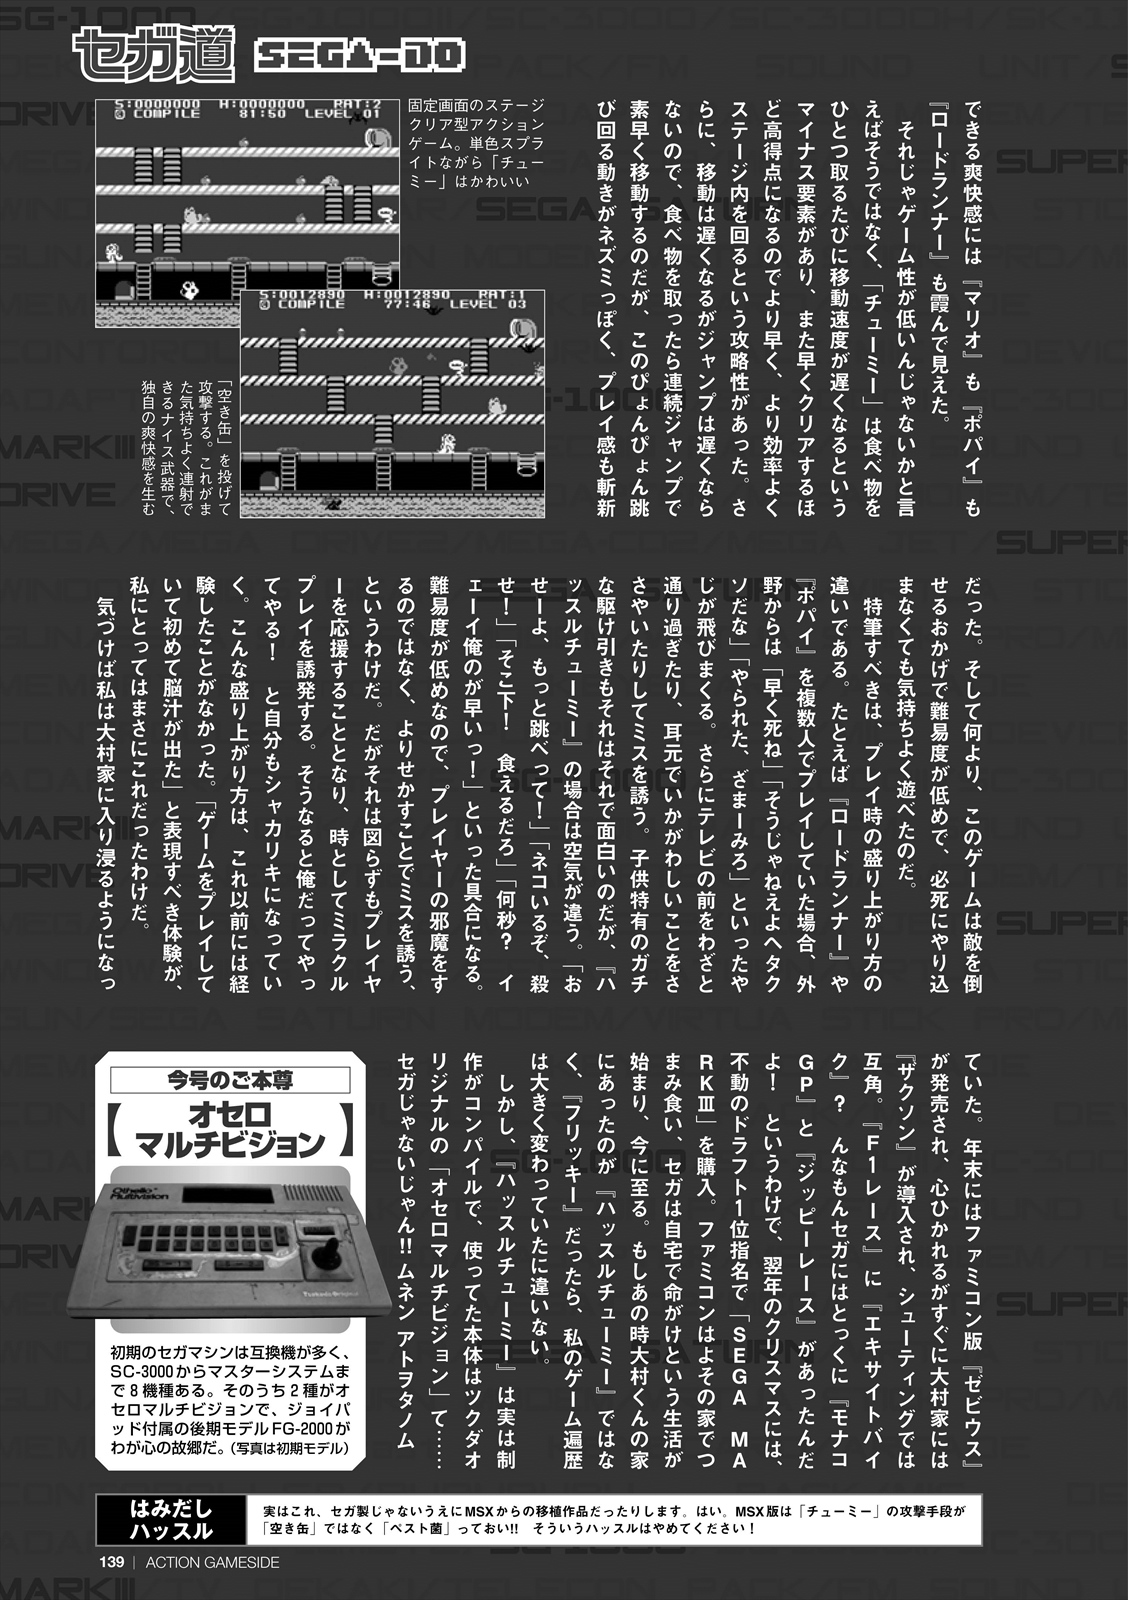 セガ道 SEGA-DO
できる爽快感には『マリオ』も『ポパイ』も
『ロードランナー』も霞んで見えた。
それじゃゲーム性が低いんじゃないかと言
えばそうではなく、「チューミー」は食べ物を
ひとつ取るたびに移動速度が遅くなるという
マイナス要素があり、また早くクリアするほ
ど高得点になるのでより早く、より効率よく
ステージ内を回るという攻略性があった。さ
らに、移動は遅くなるがジャンプは遅くなら
ないので、食べ物を取ったら連続ジャンプで
素早く移動するのだが、このぴょんぴょん跳
び回る動きがネズミっぽく、プレイ感も斬新
固定画面のステージ
クリア型アクション
ゲーム。単色スプラ
イトながら「チュー
ミー」はかわいい
S:0000000 H:0000000 RAT:2
© COMPILE 81:50 LEVEL 01
S:0012890 H:0012890 RAT:1
© COMPILE 77:46 LEVEL 03
「空き缶」を投げて
攻撃する。これがま
た気持ちよく連射で
きるナイス武器で、
独自の爽快感を生む
だった。そして何より、このゲームは敵を倒
せるおかげで難易度が低めで、必死にやり込
まなくても気持ちよく遊べたのだ。
特筆すべきは、プレイ時の盛り上がり方の
違いである。たとえば『ロードランナー』や
『ポパイ』を複数人でプレイしていた場合、外
野からは「早く死ね」「そうじゃねえよヘタク
ソだな」「やられた、ざまーみろ」といったや
じが飛びまくる。さらにテレビの前をわざと
通り過ぎたり、耳元でいかがわしいことをさ
さやいたりしてミスを誘う。子供特有のガチ
な駆け引きもそれはそれで面白いのだが、『ハ
ッスルチューミー』の場合は空気が違う。「お
せーよ、もっと跳べって！」「ネコいるぞ、殺
せ！」「そこ下！　食えるだろ」「何秒？　イ
ェーイ俺のが早いっ！」といった具合になる。
難易度が低めなので、プレイヤーの邪魔をす
るのではなく、よりせかすことでミスを誘う、
というわけだ。だがそれは図らずもプレイヤ
ーを応援することとなり、時としてミラクル
プレイを誘発する。そうなると俺だってやっ
てやる！　と自分もシャカリキになってい
く。こんな盛り上がり方は、これ以前には経
験したことがなかった。「ゲームをプレイして
いて初めて脳汁が出た」と表現すべき体験が、
私にとってはまさにこれだったわけだ。
気づけば私は大村家に入り浸るようになっ
ていた。年末にはファミコン版『ゼビウス』
が発売され、心ひかれるがすぐに大村家には
『ザクソン』が導入され、シューティングでは
互角。『F1レース』に『エキサイトバイ
ク』？　んなもんセガにはとっくに『モナコ
GP』と『ジッピーレース』があったんだ
よ！　というわけで、翌年のクリスマスには、
不動のドラフト1位指名で「SEGA MA
RKⅢ」を購入。ファミコンはよその家でつ
まみ食い、セガは自宅で命がけという生活が
始まり、今に至る。もしあの時大村くんの家
にあったのが『ハッスルチューミー』ではな
く、『フリッキー』だったら、私のゲーム遍歴
は大きく変わっていたに違いない。
しかし、『ハッスルチューミー』は実は制
作がコンパイルで、使ってた本体はツクダオ
リジナルの「オセロマルチビジョン」て……
セガじゃないじゃん!! ムネン アトヲタノム
今号のご本尊
【オセロ
マルチビジョン】
Othello
Multivision
Tsukuda Original
初期のセガマシンは互換機が多く、
SC-3000からマスターシステムま
で8機種ある。そのうち2種がオ
セロマルチビジョンで、ジョイパ
ッド付属の後期モデルFG-2000が
わが心の故郷だ。（写真は初期モデル）
はみだし
ハッスル
実はこれ、セガ製じゃないうえにMSXからの移植作品だったりします。はい。MSX版は「チューミー」の攻撃手段が
「空き缶」ではなく「ペスト菌」っておい!!　そういうハッスルはやめてください！
139 | ACTION GAMESIDE